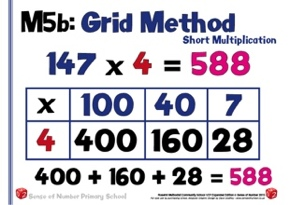 M5b: Grid Method
Short Multiplication
147 x 4 = 588
x 100 40 7
4 400 160 28
400 + 160 + 28 = 588
Sense of Number Primary School